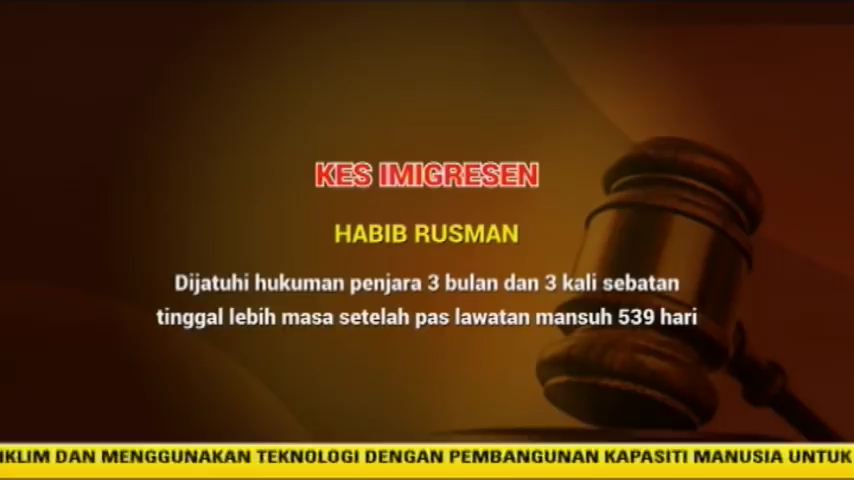 KES IMIGRESEN
HABIB RUSMAN
Dijatuhi hukuman penjara 3 bulan dan 3 kali sebatan
tinggal lebih masa setelah pas lawatan mansuh 539 hari
IKLIM DAN MENGGUNAKAN TEKNOLOGI DENGAN PEMBANGUNAN KAPASITI MANUSIA UNTUK